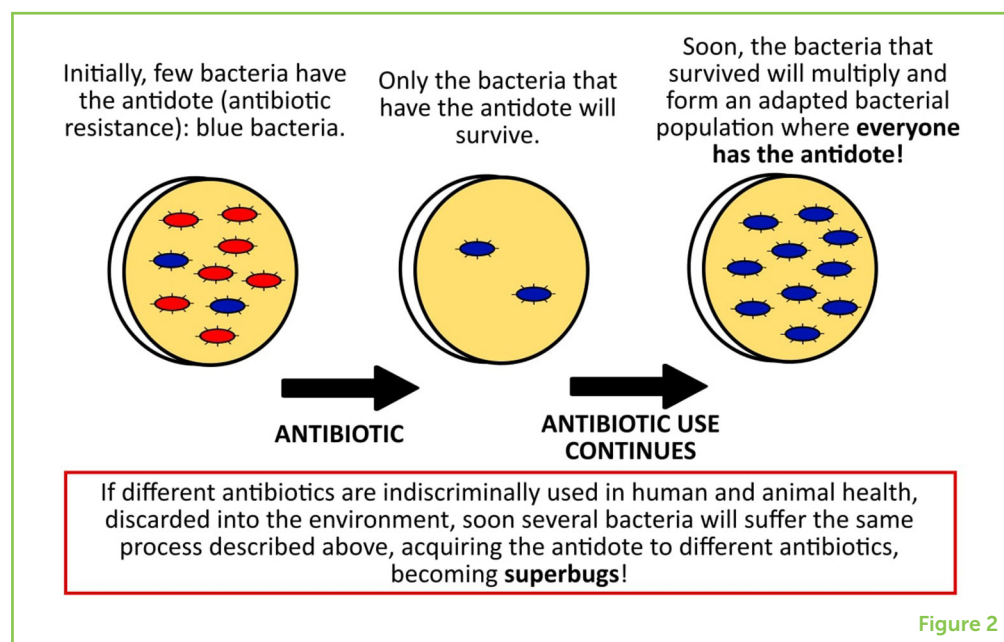 Initially, few bacteria have
the antidote (antibiotic
resistance): blue bacteria.
Only the bacteria that
have the antidote will
survive.
Soon, the bacteria that
survived will multiply and
form an adapted bacterial
population where everyone
has the antidote!
ANTIBIOTIC
ANTIBIOTIC USE
CONTINUES
If different antibiotics are indiscriminally used in human and animal health,
discarded into the environment, soon several bacteria will suffer the same
process described above, acquiring the antidote to different antibiotics,
becoming superbugs!
Figure 2